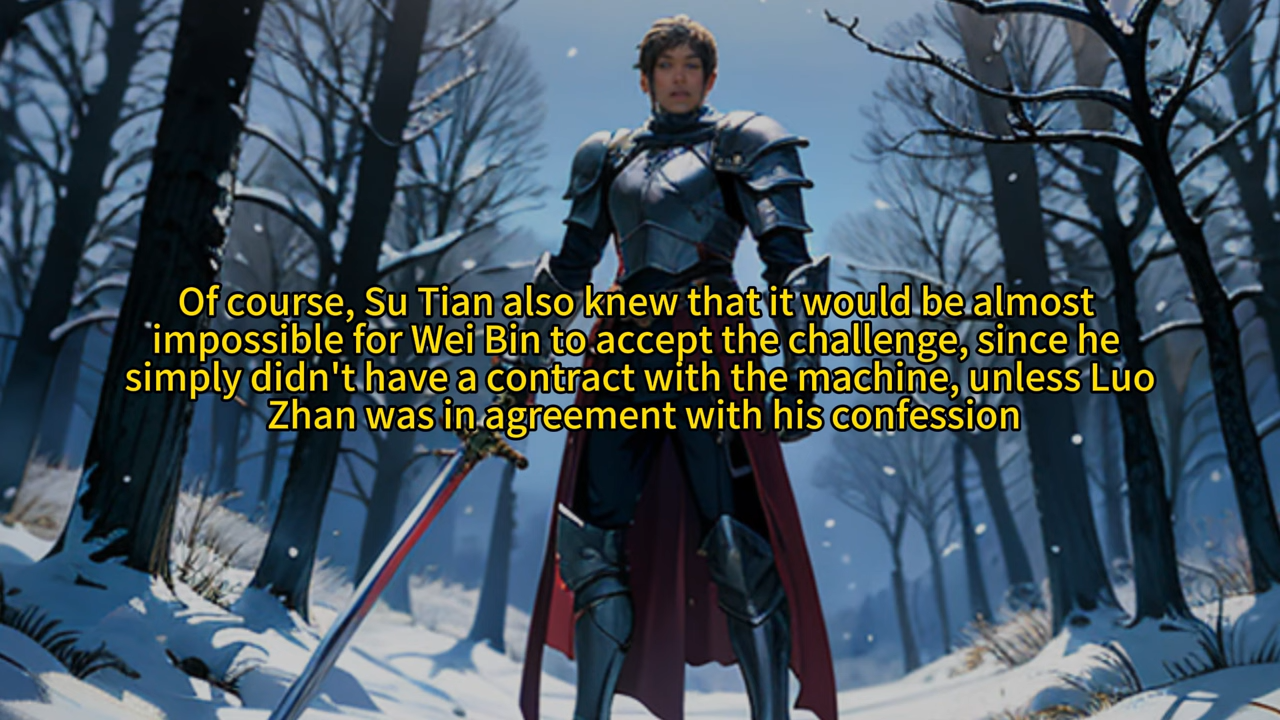 Of course, Su Tian also knew that it would be almost
impossible for Wei Bin to accept the challenge, since he
simply didn't have a contract with the machine, unless Luo
Zhan was in agreement with his confession